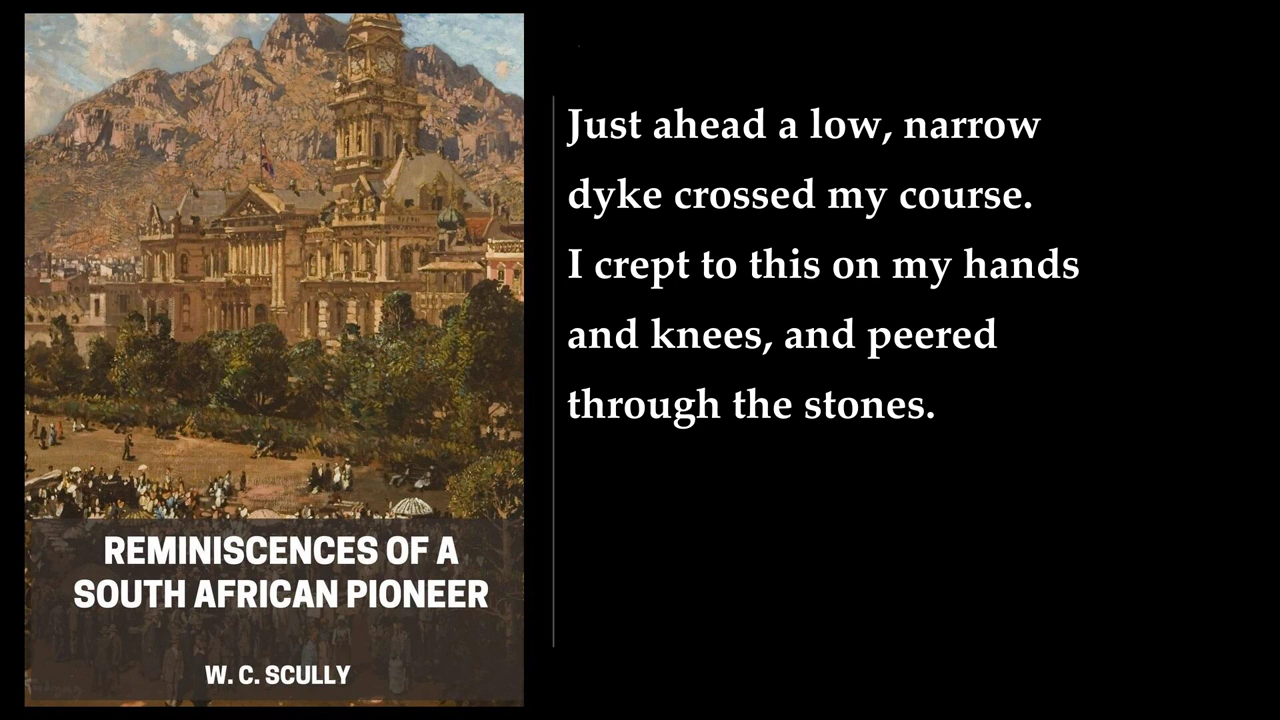 Just ahead a low, narrow
dyke crossed my course.
I crept to this on my hands
and knees, and peered
through the stones.
REMINISCENCES OF A
SOUTH AFRICAN PIONEER
W. C. SCULLY